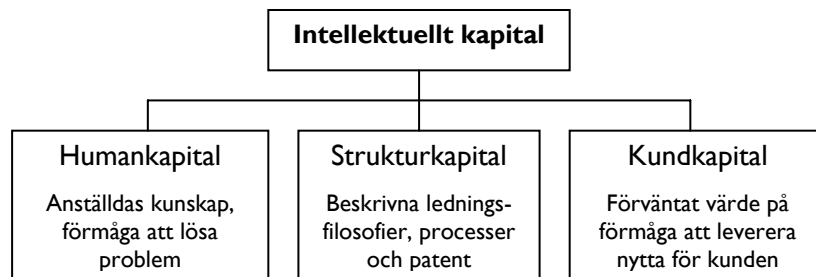 Intellektuellt kapital
Humankapital
Anställdas kunskap,
förmåga att lösa
problem
Strukturkapital
Beskrivna lednings-
filosofier, processer
och patent
Kundkapital
Förväntat värde på
förmåga att leverera
nytta för kunden